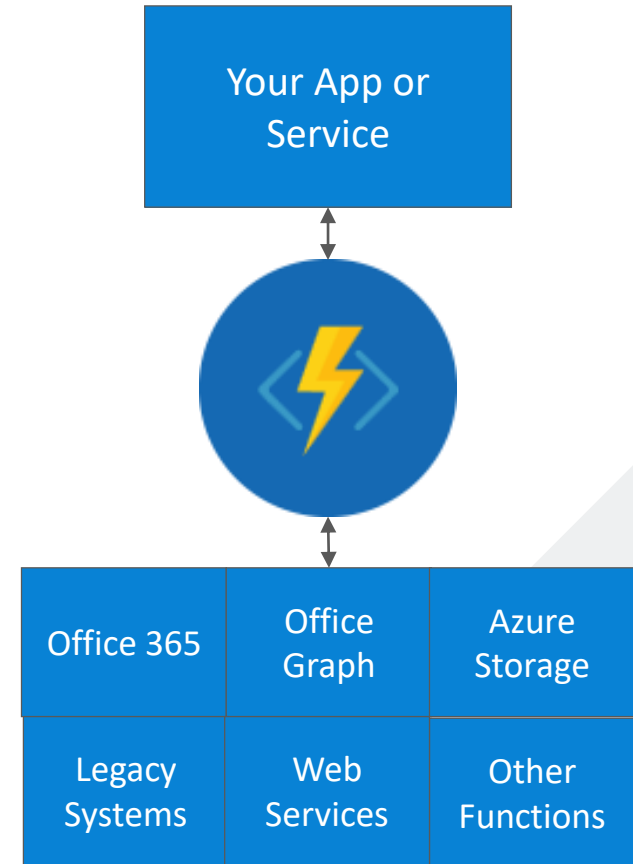 Your App or
Service
Office 365
Office
Graph
Azure
Storage
Legacy
Systems
Web
Services
Other
Functions